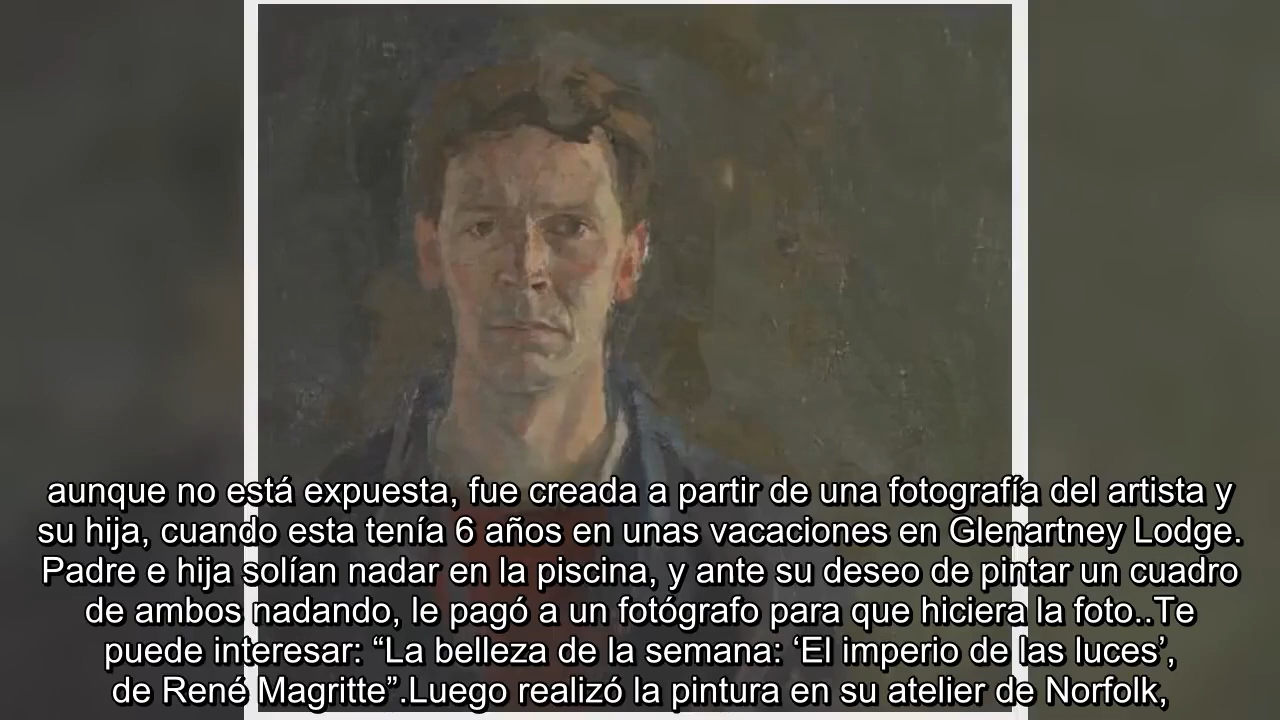 aunque no está expuesta, fue creada a partir de una fotografía del artista y
su hija, cuando esta tenía 6 años en unas vacaciones en Glenartney Lodge.
Padre e hija solían nadar en la piscina, y ante su deseo de pintar un cuadro
de ambos nadando, le pagó a un fotógrafo para que hiciera la foto..Te
puede interesar: “La belleza de la semana: ‘El imperio de las luces’,
de René Magritte”.Luego realizó la pintura en su atelier de Norfolk,